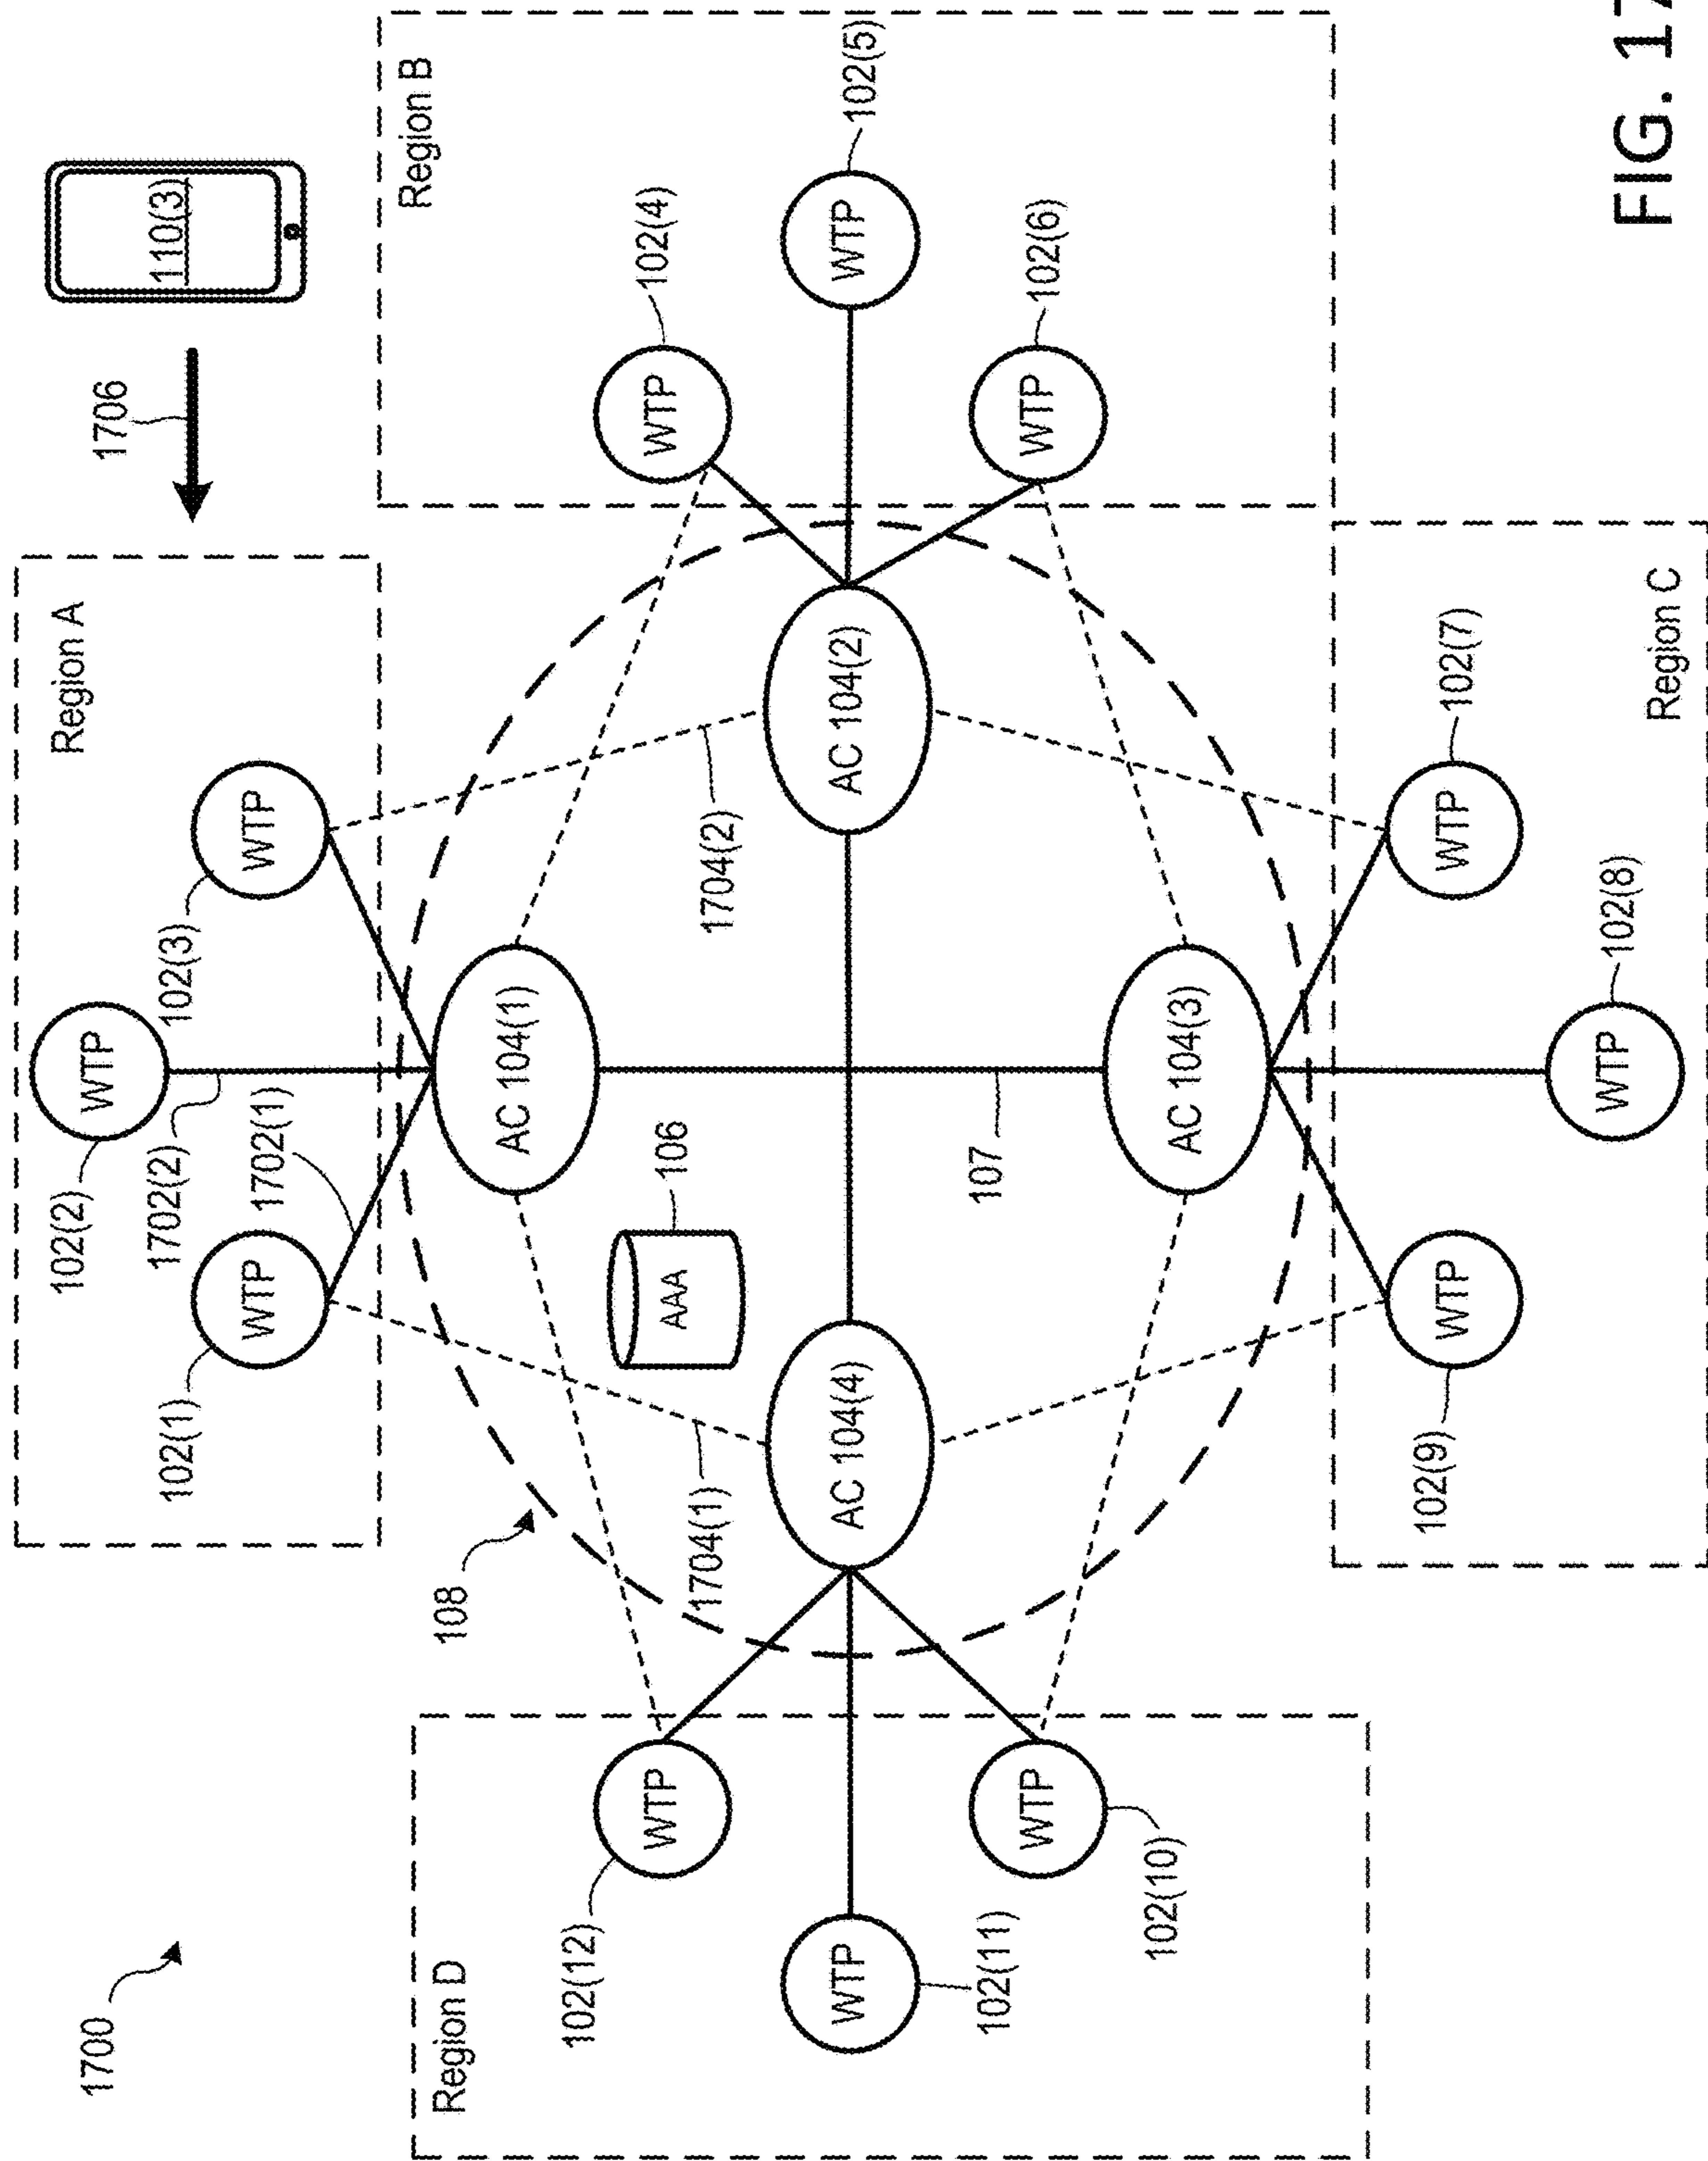 1700
1706
110(3)
Region A
102(1)
WTP
102(2)
WTP
102(3)
WTP
1702(2)
1702(1)
Region B
102(4)
WTP
102(5)
WTP
102(6)
WTP
108
AC 104(1)
AAA
106
1704(1)
1704(2)
AC 104(4)
AC 104(2)
107
AC 104(3)
Region D
102(12)
WTP
102(11)
WTP
102(10)
WTP
Region C
102(9)
WTP
102(8)
WTP
102(7)
WTP
FIG. 17